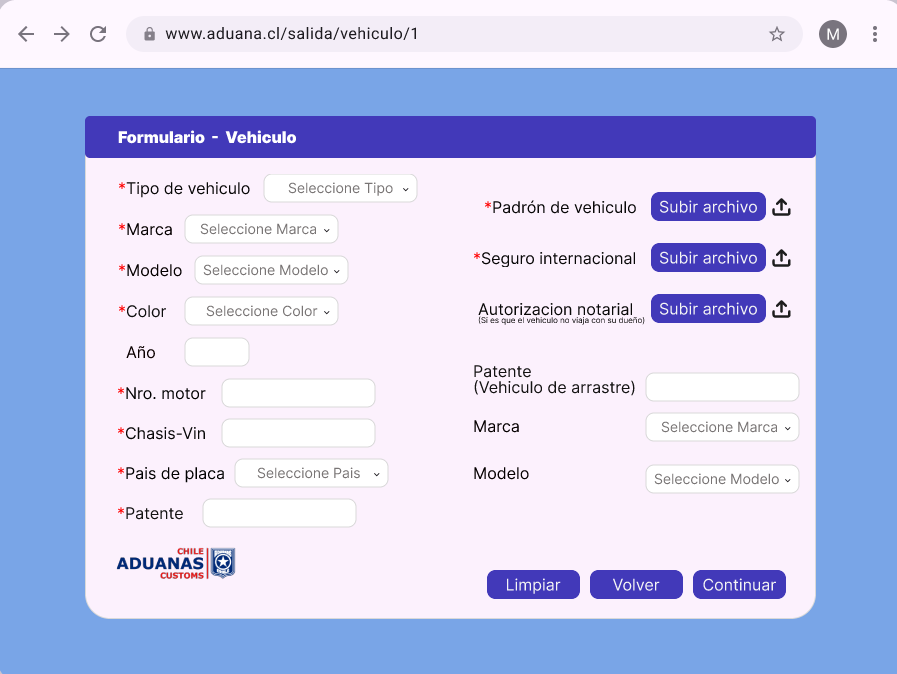 www.aduana.cl/salida/vehiculo/1
M
Formulario - Vehiculo
*Tipo de vehiculo Seleccione Tipo
*Marca Seleccione Marca
*Modelo Seleccione Modelo
*Color Seleccione Color
Año
*Nro. motor
*Chasis-Vin
*Pais de placa Seleccione Pais
*Patente
*Padrón de vehiculo Subir archivo
*Seguro internacional Subir archivo
Autorizacion notarial Subir archivo
(Si es que el vehiculo no viaja con su dueño)
Patente
(Vehiculo de arrastre)
Marca Seleccione Marca
Modelo Seleccione Modelo
CHILE
ADUANAS
CUSTOMS
Limpiar Volver Continuar